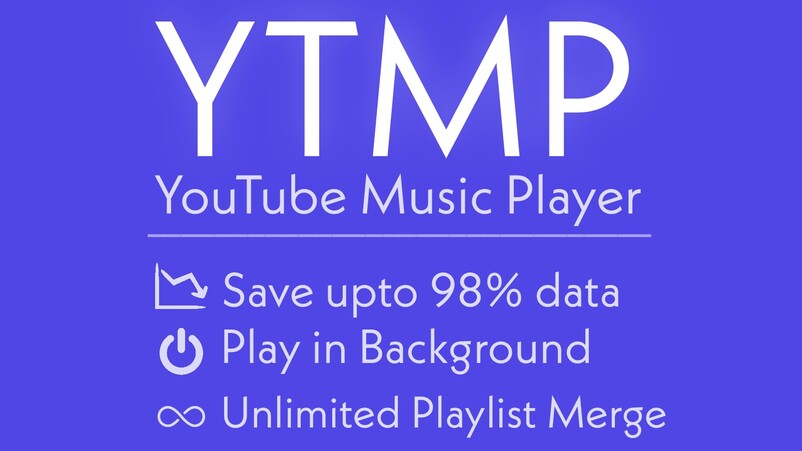 YTMP
YouTube Music Player
Save upto 98% data
Play in Background
Unlimited Playlist Merge